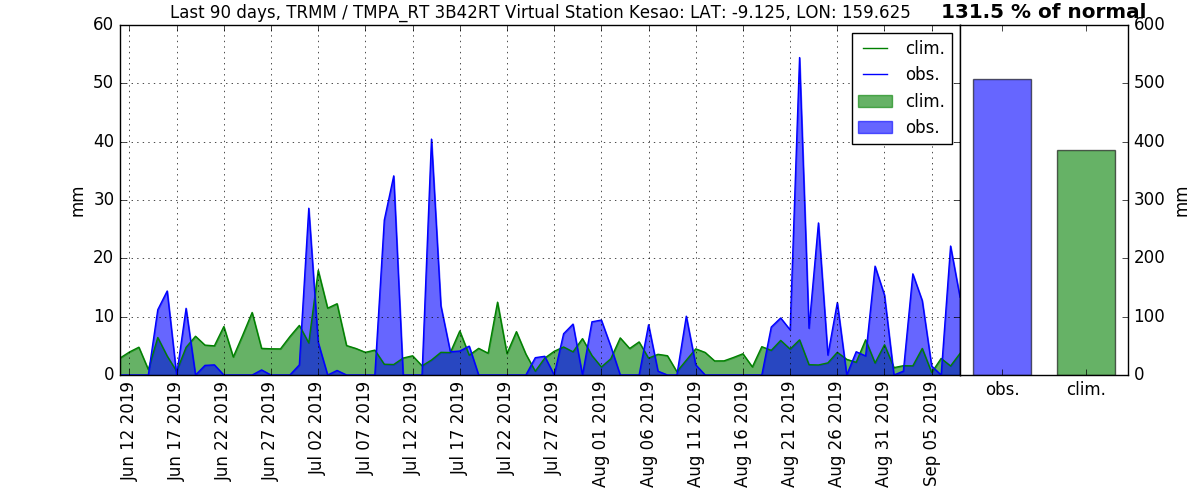 Last 90 days, TRMM / TMPA_RT 3B42RT Virtual Station Kesao: LAT: -9.125, LON: 159.625
131.5 % of normal
60
50
40
30
20
10
0
mm
clim.
obs.
clim.
obs.
Jun 12 2019
Jun 17 2019
Jun 22 2019
Jun 27 2019
Jul 02 2019
Jul 07 2019
Jul 12 2019
Jul 17 2019
Jul 22 2019
Jul 27 2019
Aug 01 2019
Aug 06 2019
Aug 11 2019
Aug 16 2019
Aug 21 2019
Aug 26 2019
Aug 31 2019
Sep 05 2019
600
500
400
300
200
100
0
mm
obs.
clim.